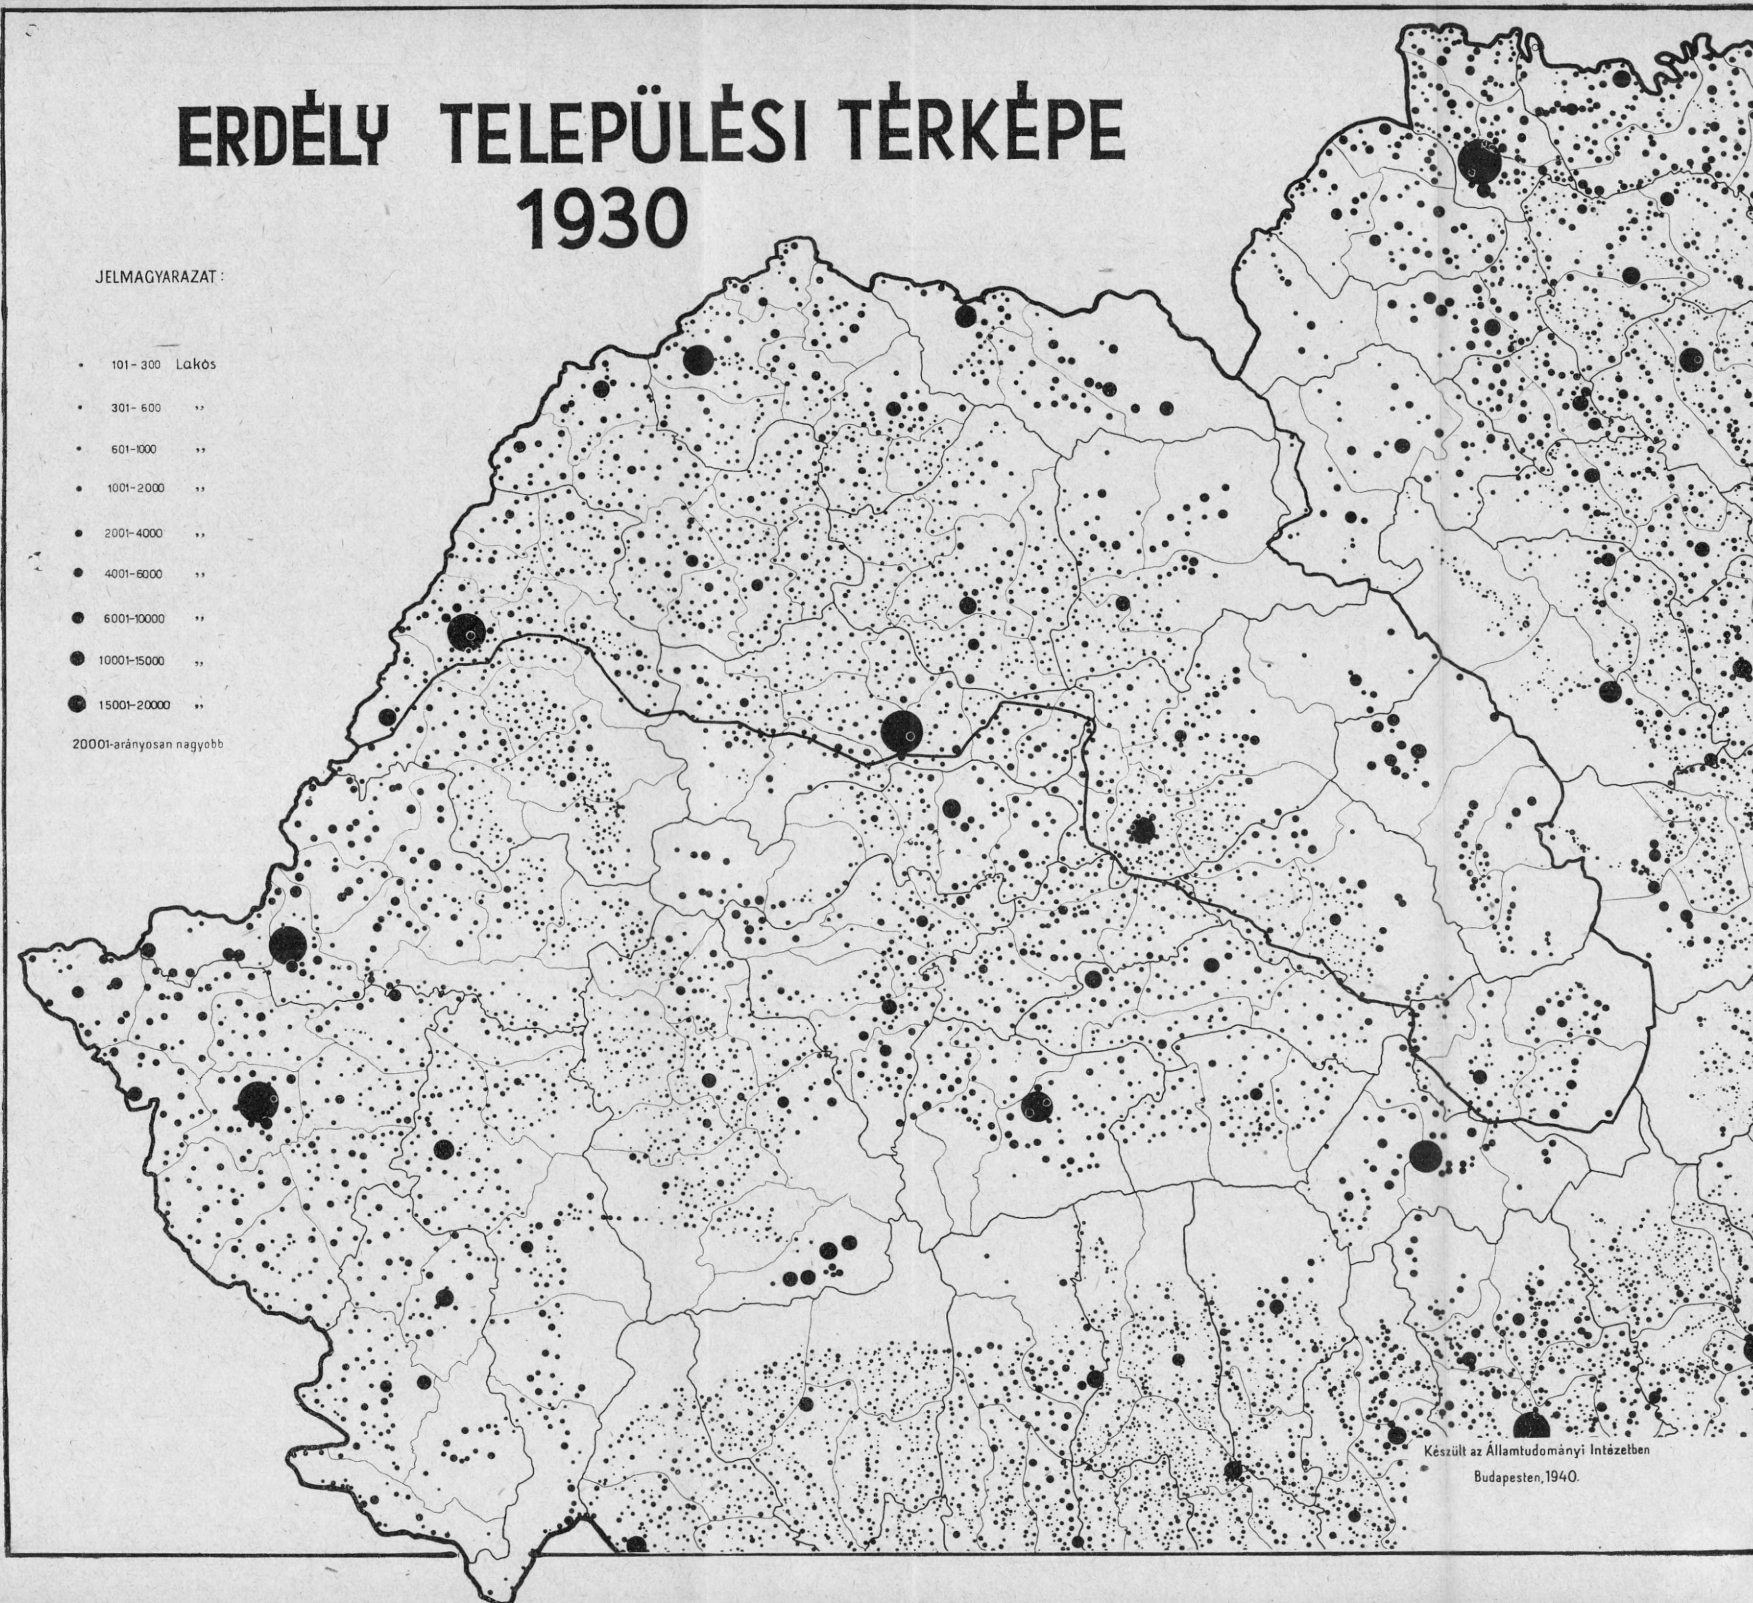 ERDÉLY TELEPÜLÉSI TÉRKÉPE
1930
JELMAGYARAZAT:
101-300 Lakós
301-600 ,,
601-1000 ,,
1001-2000 ,,
2001-4000 ,,
4001-6000 ,,
6001-10000 ,,
10001-15000 ,,
15001-20000 ,,
20001-arányosan nagyobb
Készült az Államtudományi Intézetben
Budapesten, 1940.